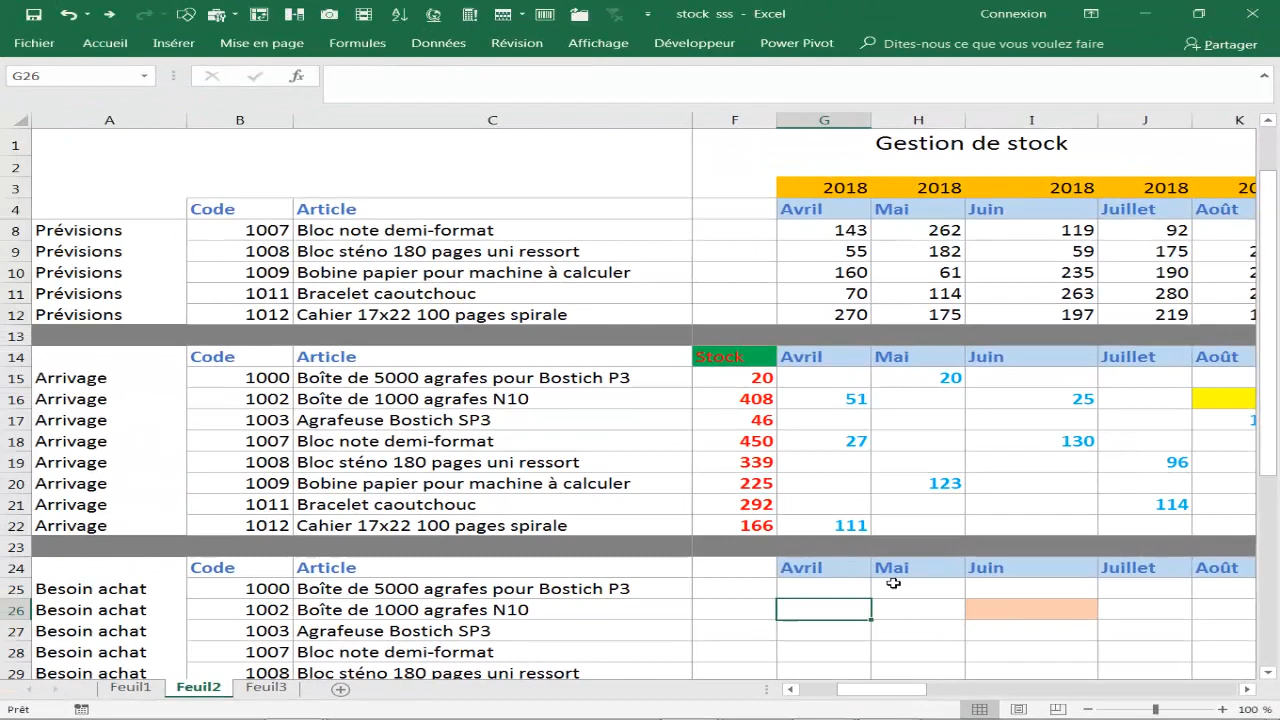 stock sss - Excel
Connexion
Fichier Accueil Insérer Mise en page Formules Données Révision Affichage Développeur Power Pivot Dites-nous ce que vous voulez faire Partager
G26 fx
A B C F G H I J K
1 Gestion de stock
2
3 2018 2018 2018 2018 20
4 Code Article Avril Mai Juin Juillet Août
8 Prévisions 1007 Bloc note demi-format 143 262 119 92
9 Prévisions 1008 Bloc sténo 180 pages uni ressort 55 182 59 175 2
10 Prévisions 1009 Bobine papier pour machine à calculer 160 61 235 190 2
11 Prévisions 1011 Bracelet caoutchouc 70 114 263 280 2
12 Prévisions 1012 Cahier 17x22 100 pages spirale 270 175 197 219 1
13
14 Code Article Stock Avril Mai Juin Juillet Août
15 Arrivage 1000 Boîte de 5000 agrafes pour Bostich P3 20 20
16 Arrivage 1002 Boîte de 1000 agrafes N10 408 51 25
17 Arrivage 1003 Agrafeuse Bostich SP3 46 1
18 Arrivage 1007 Bloc note demi-format 450 27 130
19 Arrivage 1008 Bloc sténo 180 pages uni ressort 339 96
20 Arrivage 1009 Bobine papier pour machine à calculer 225 123
21 Arrivage 1011 Bracelet caoutchouc 292 114
22 Arrivage 1012 Cahier 17x22 100 pages spirale 166 111
23
24 Code Article Avril Mai Juin Juillet Août
25 Besoin achat 1000 Boîte de 5000 agrafes pour Bostich P3
26 Besoin achat 1002 Boîte de 1000 agrafes N10
27 Besoin achat 1003 Agrafeuse Bostich SP3
28 Besoin achat 1007 Bloc note demi-format
29 Besoin achat 1008 Bloc sténo 180 pages uni ressort
Feuil1 Feuil2 Feuil3
Prêt 100 %